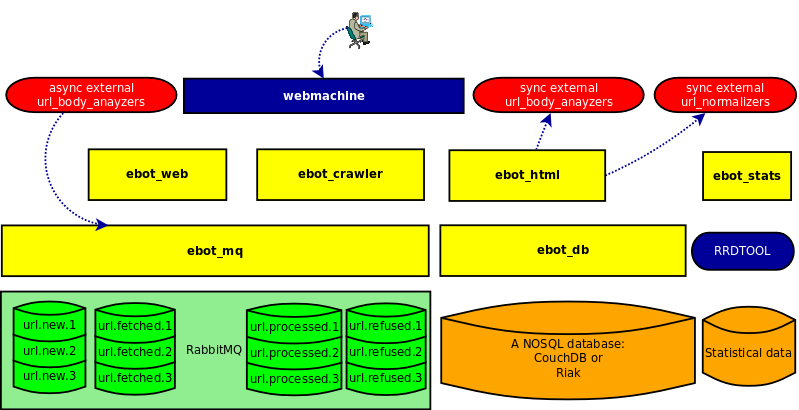 async external
url_body_anayzers
webmachine
sync external
url_body_anayzers
sync external
url_normalizers
ebot_web
ebot_crawler
ebot_html
ebot_stats
ebot_mq
ebot_db
RRDTOOL
url.new.1
url.new.2
url.new.3
url.fetched.1
url.fetched.2
url.fetched.3
RabbitMQ
url.processed.1
url.processed.2
url.processed.3
url.refused.1
url.refused.2
url.refused.3
A NOSQL database:
CouchDB or
Riak
Statistical data